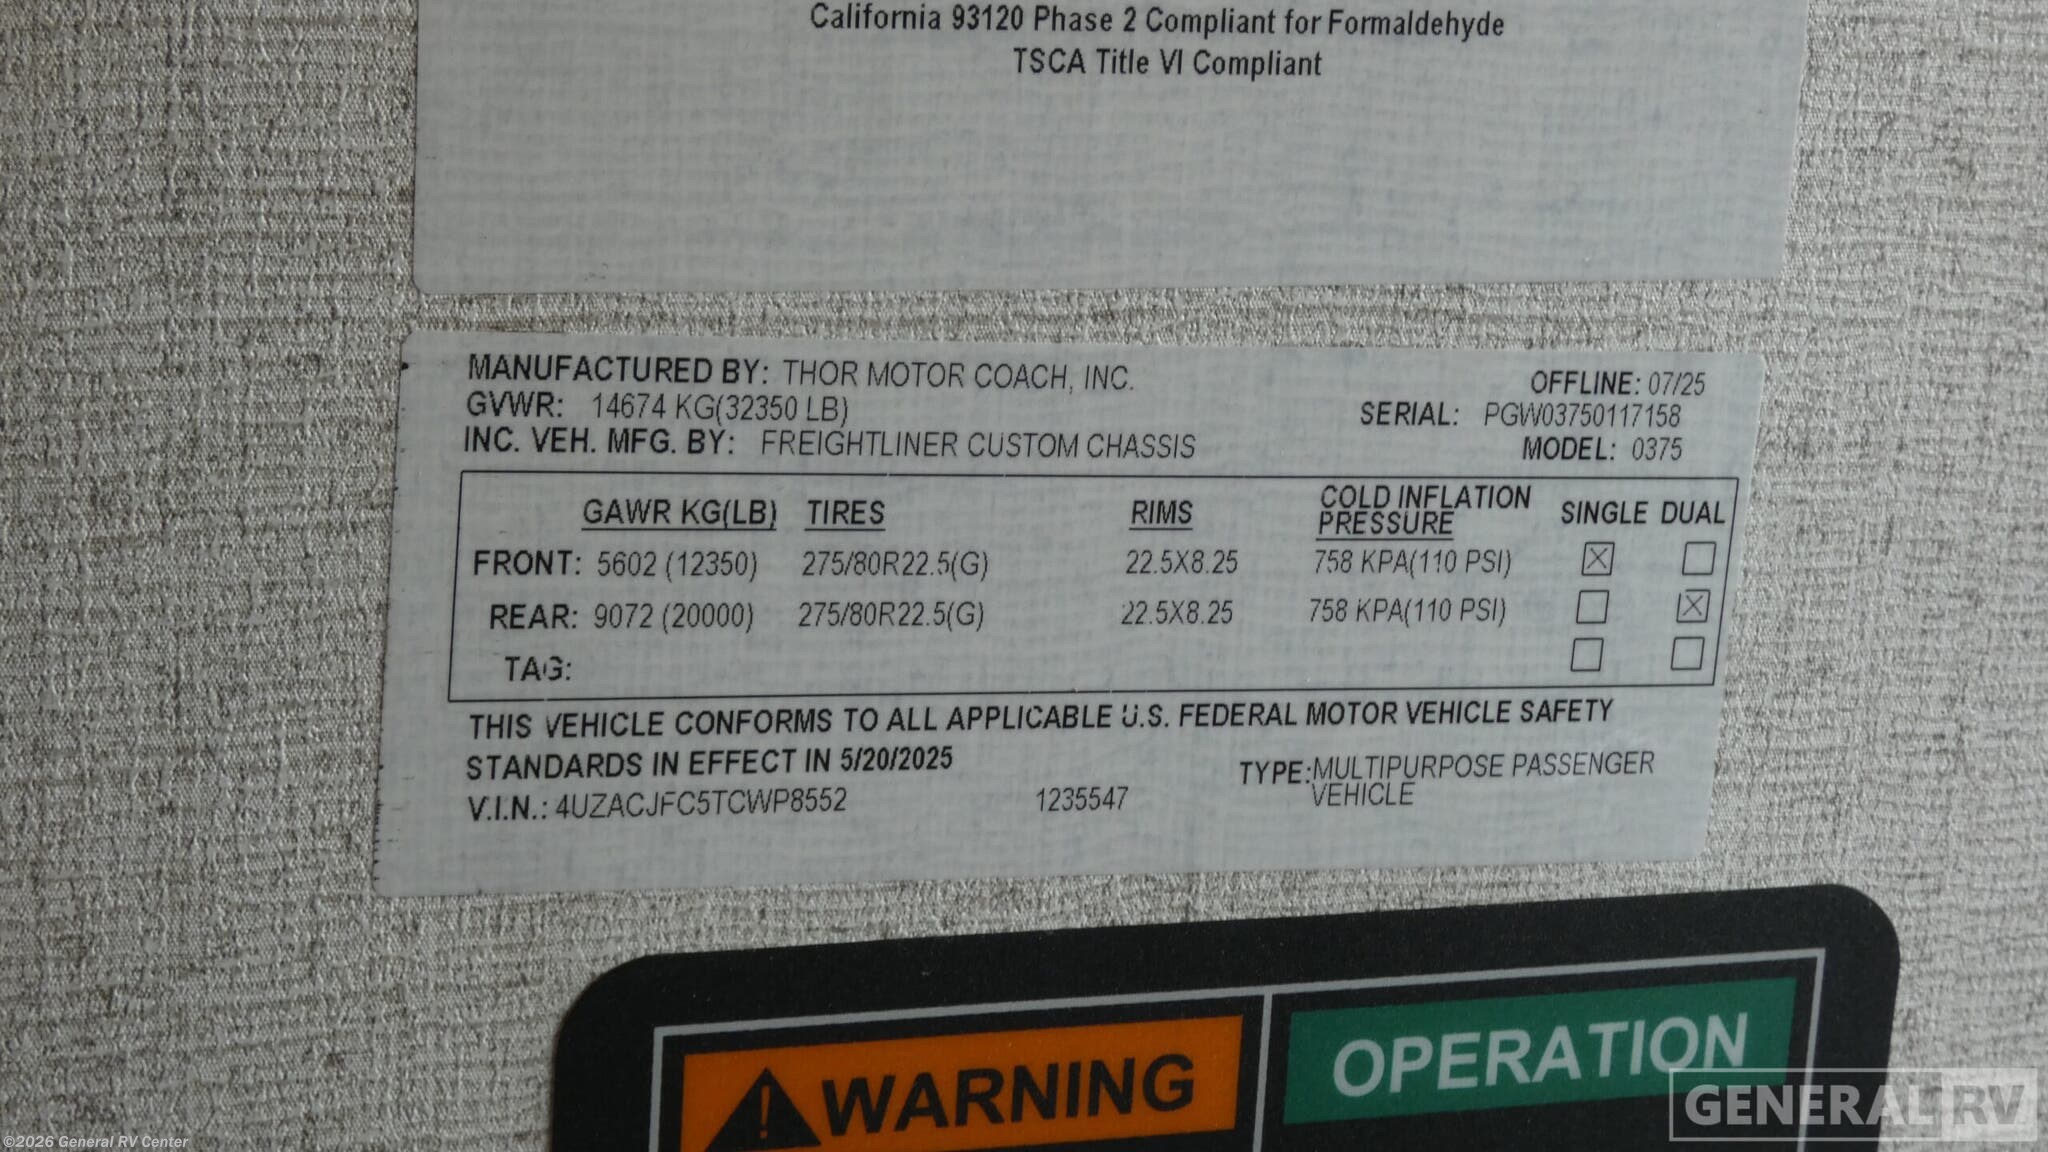 California 93120 Phase 2 Compliant for Formaldehyde
TSCA Title VI Compliant
MANUFACTURED BY: THOR MOTOR COACH, INC.
OFFLINE: 07/25
GVWR: 14674 KG(32350 LB)
SERIAL: PGW03750117158
INC. VEH. MFG. BY: FREIGHTLINER CUSTOM CHASSIS
MODEL: 0375
GAWR KG(LB) TIRES RIMS COLD INFLATION PRESSURE SINGLE DUAL
FRONT: 5602 (12350) 275/80R22.5(G) 22.5X8.25 758 KPA(110 PSI)
REAR: 9072 (20000) 275/80R22.5(G) 22.5X8.25 758 KPA(110 PSI)
TAG:
THIS VEHICLE CONFORMS TO ALL APPLICABLE U.S. FEDERAL MOTOR VEHICLE SAFETY
STANDARDS IN EFFECT IN 5/20/2025
TYPE: MULTIPURPOSE PASSENGER
VEHICLE
V.I.N.: 4UZACJFC5TCWP8552 1235547
WARNING
OPERATION
GENERAL RV
©2026 General RV Center